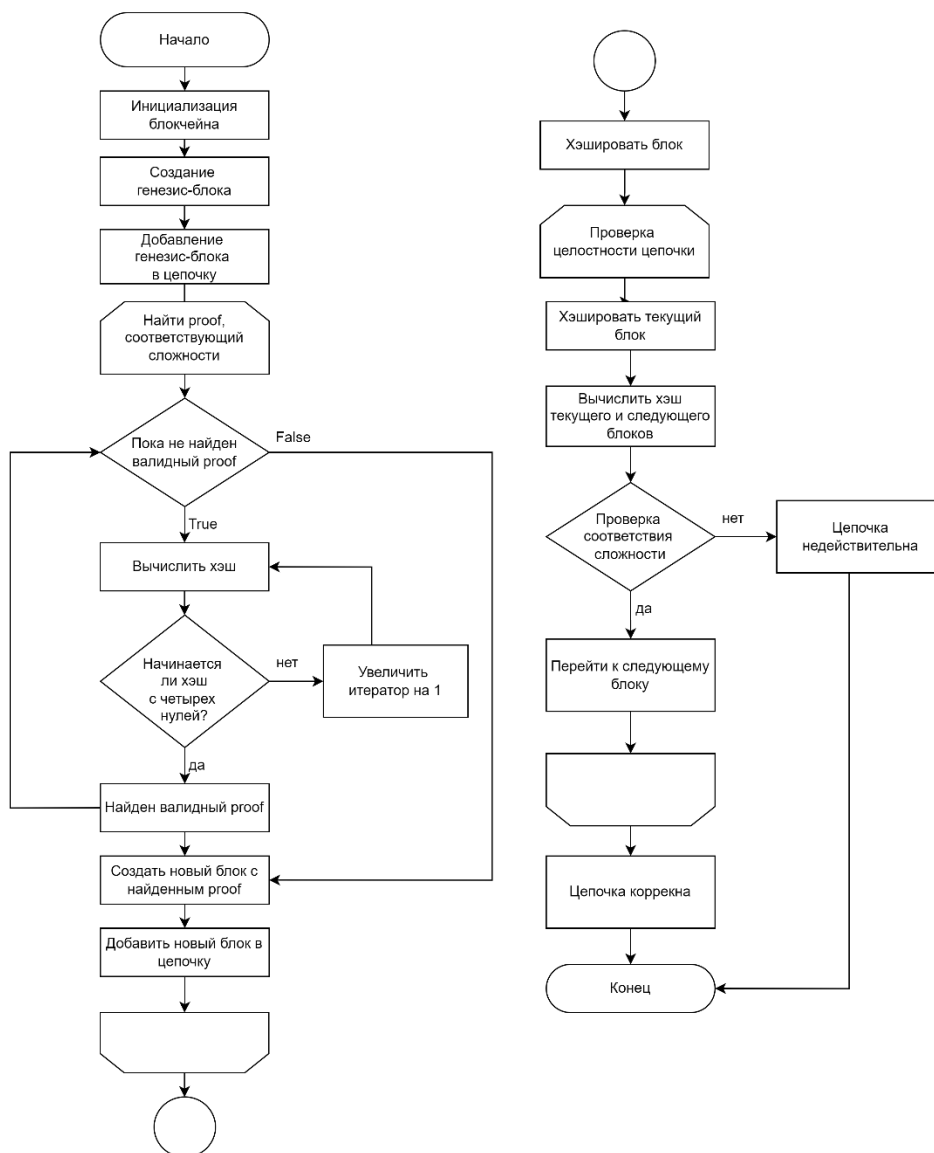 Начало
Инициализация
блокчейна
Создание
генезис-блока
Добавление
генезис-блока
в цепочку
Найти proof,
соответствующий
сложности
Пока не найден
валидный proof
False
True
Вычислить хэш
Начинается
ли хэш
с четырех
нулей?
нет
Увеличить
итератор на 1
да
Найден валидный proof
Создать новый блок с
найденным proof
Добавить новый блок в
цепочку
Хэшировать блок
Проверка
целостности цепочки
Хэшировать текущий
блок
Вычислить хэш
текущего и следующего
блоков
Проверка
соответствия
сложности
нет
Цепочка
недействительна
да
Перейти к следующему
блоку
Цепочка коррекна
Конец